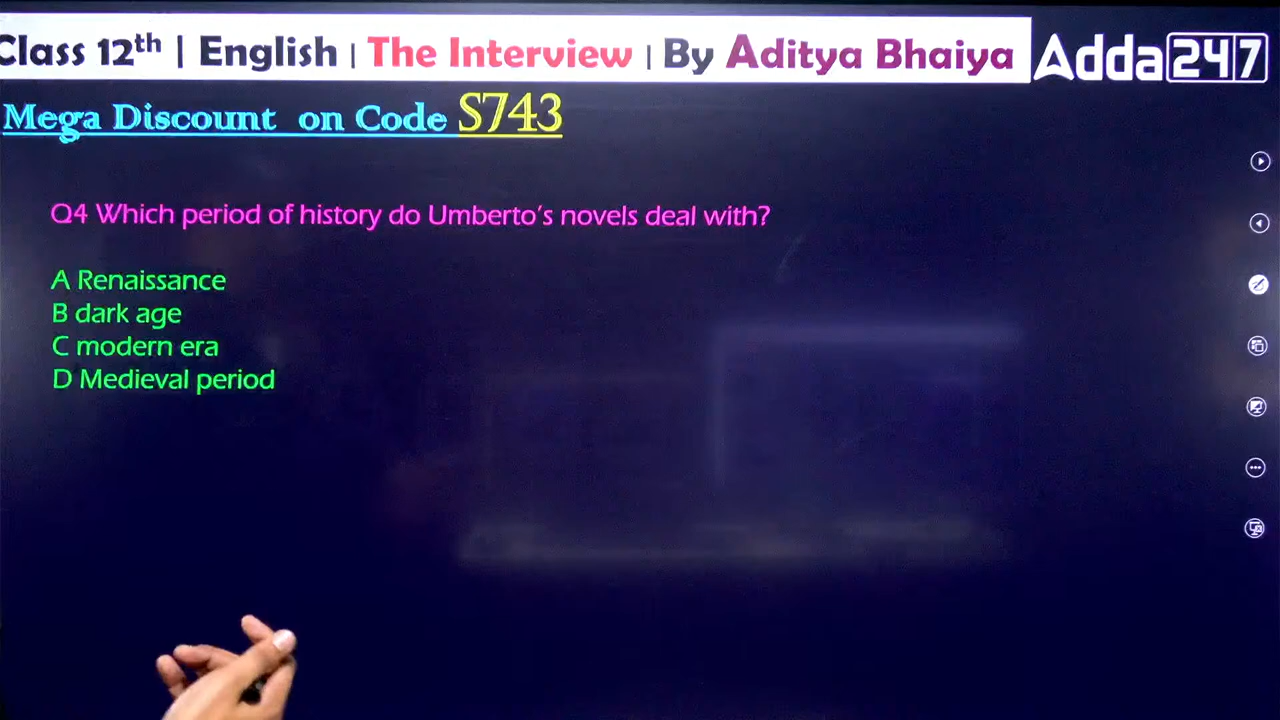 Class 12th | English | The Interview | By Aditya Bhaiya Adda247
Mega Discount on Code S743
Q4 Which period of history do Umberto's novels deal with?
A Renaissance
B dark age
C modern era
D Medieval period